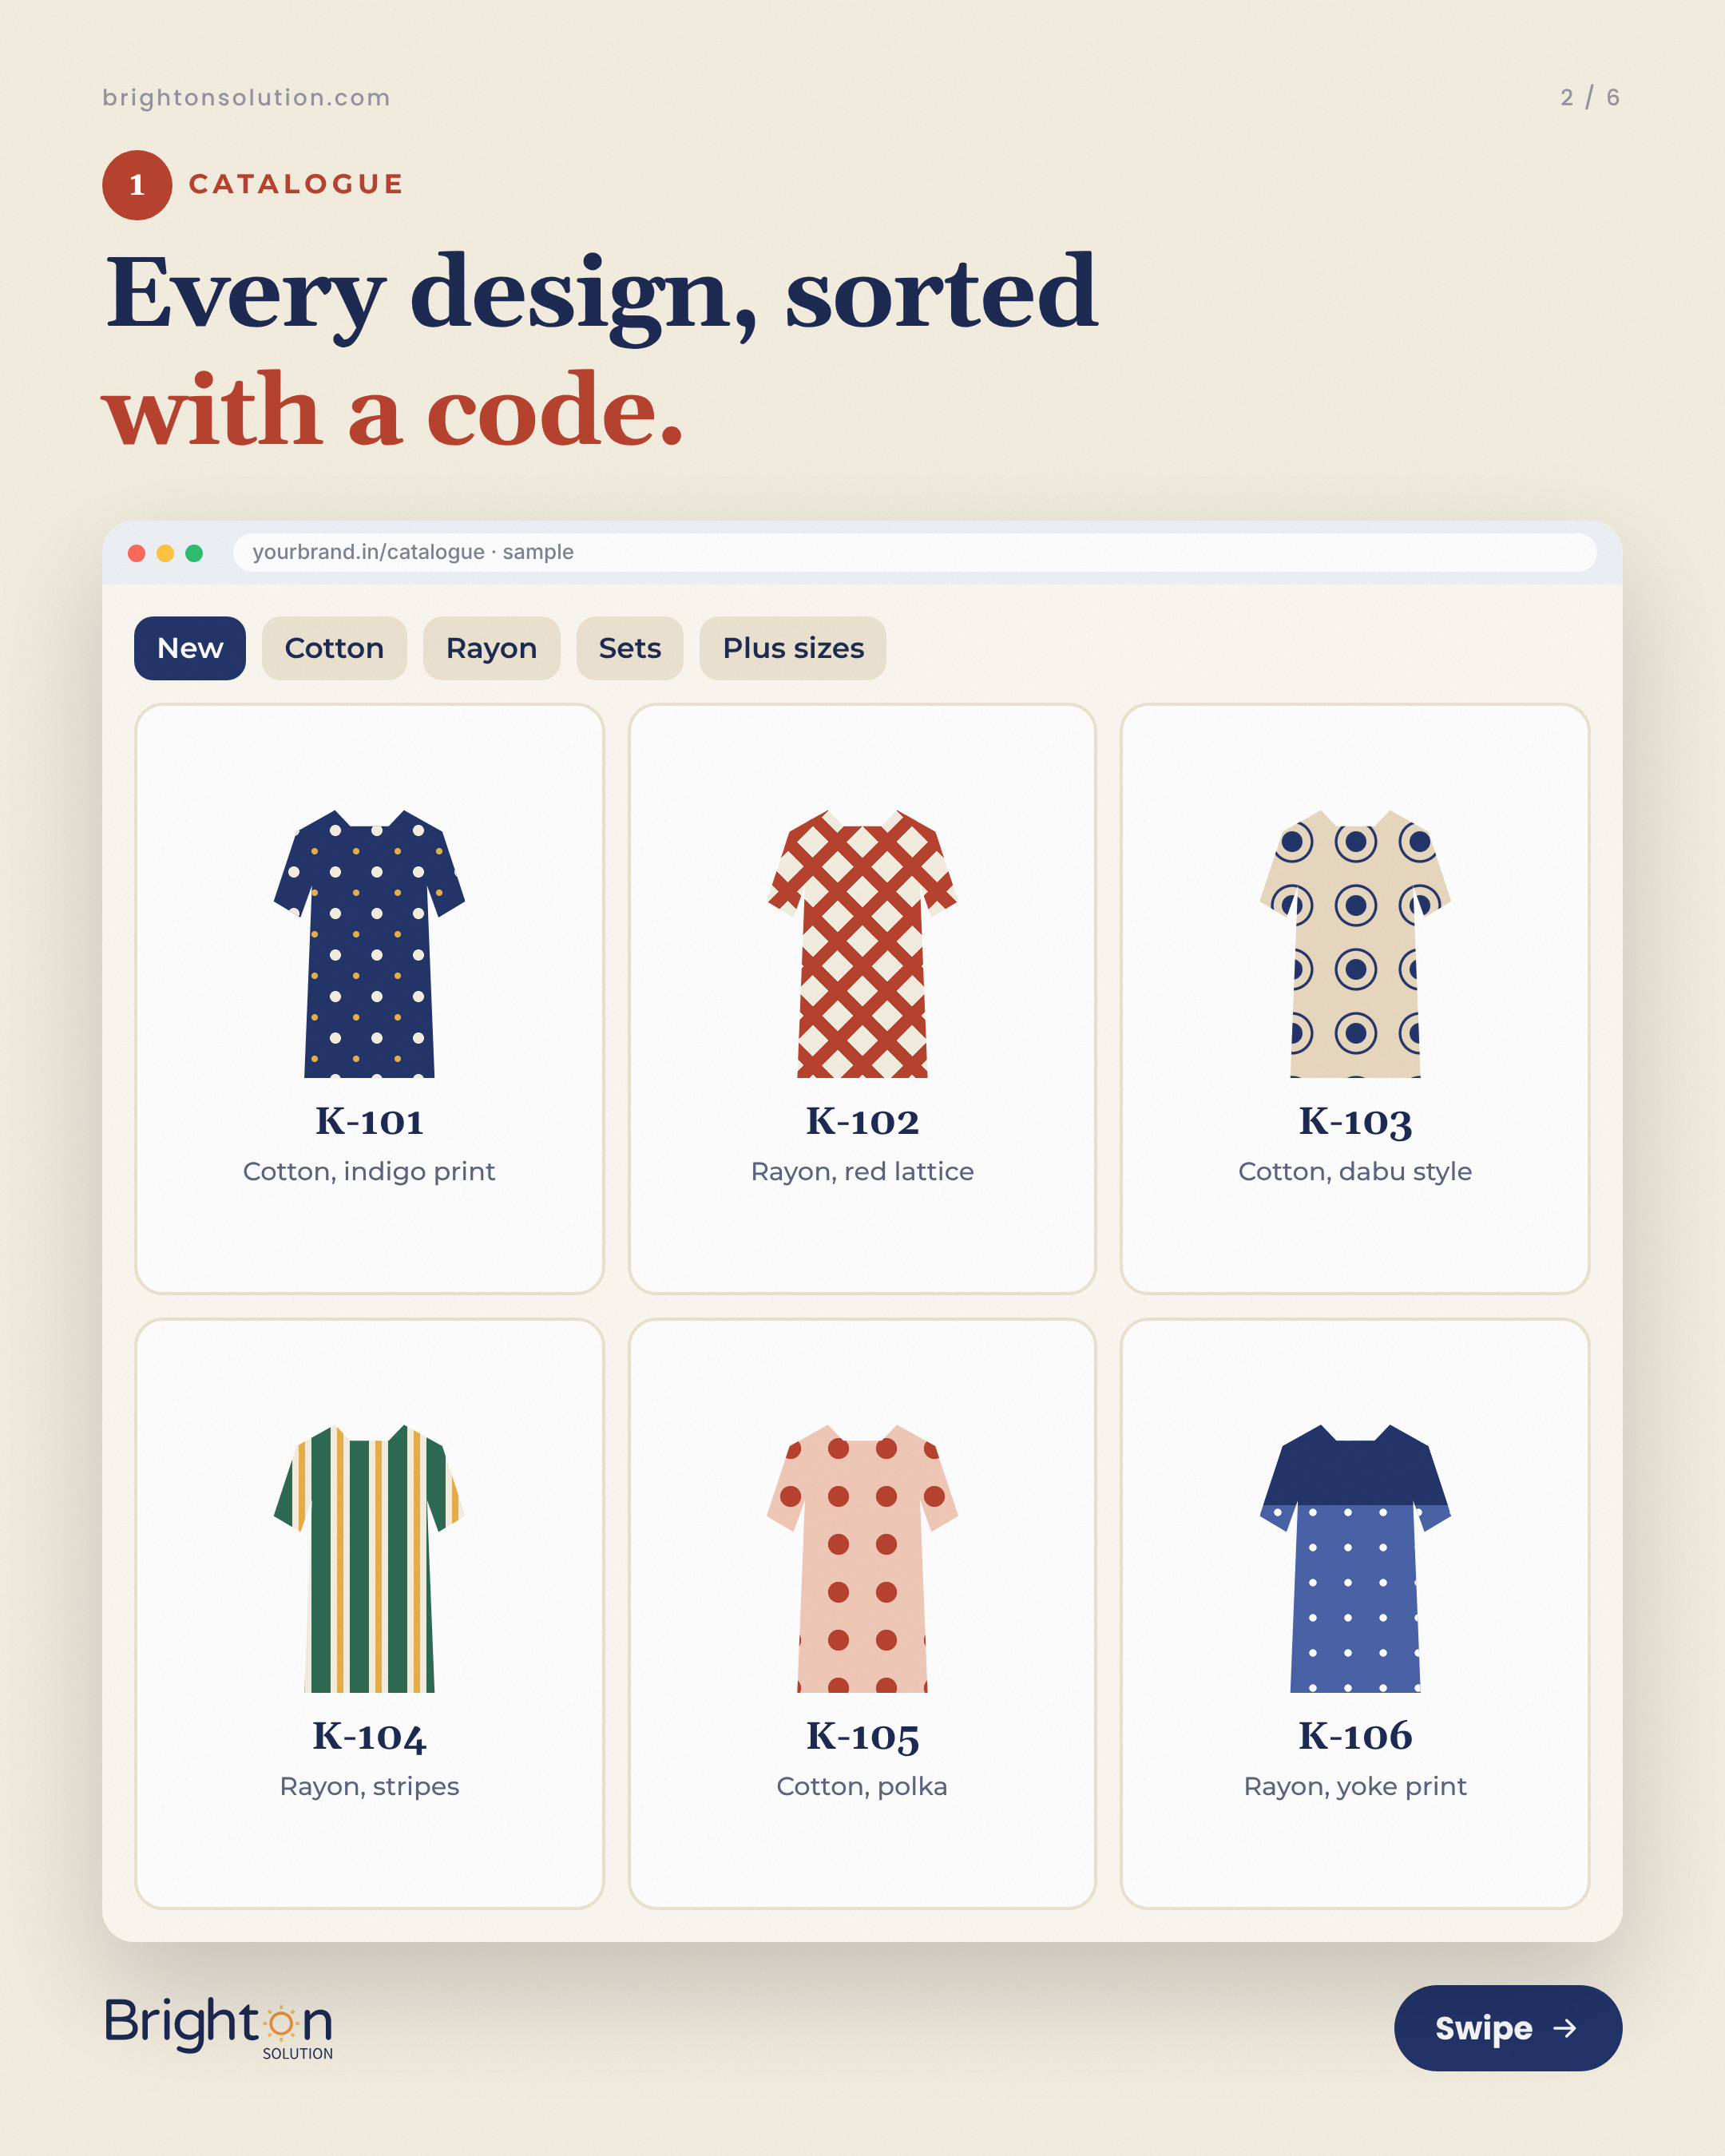 brightonsolution.com
2 / 6
1 CATALOGUE
Every design, sorted
with a code.
yourbrand.in/catalogue · sample
New Cotton Rayon Sets Plus sizes
K-101
Cotton, indigo print
K-102
Rayon, red lattice
K-103
Cotton, dabu style
K-104
Rayon, stripes
K-105
Cotton, polka
K-106
Rayon, yoke print
Brighton
SOLUTION
Swipe →